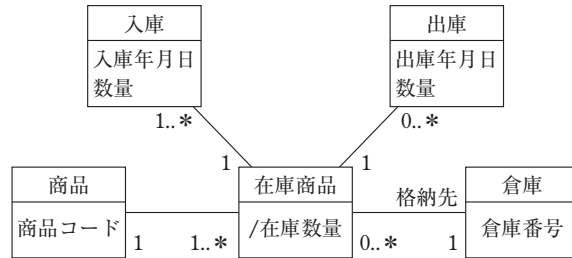 入庫
入庫年月日
数量
出庫
出庫年月日
数量
1..＊
0..＊
1
1
商品
商品コード
在庫商品
/在庫数量
倉庫
倉庫番号
格納先
1
1..＊
0..＊
1